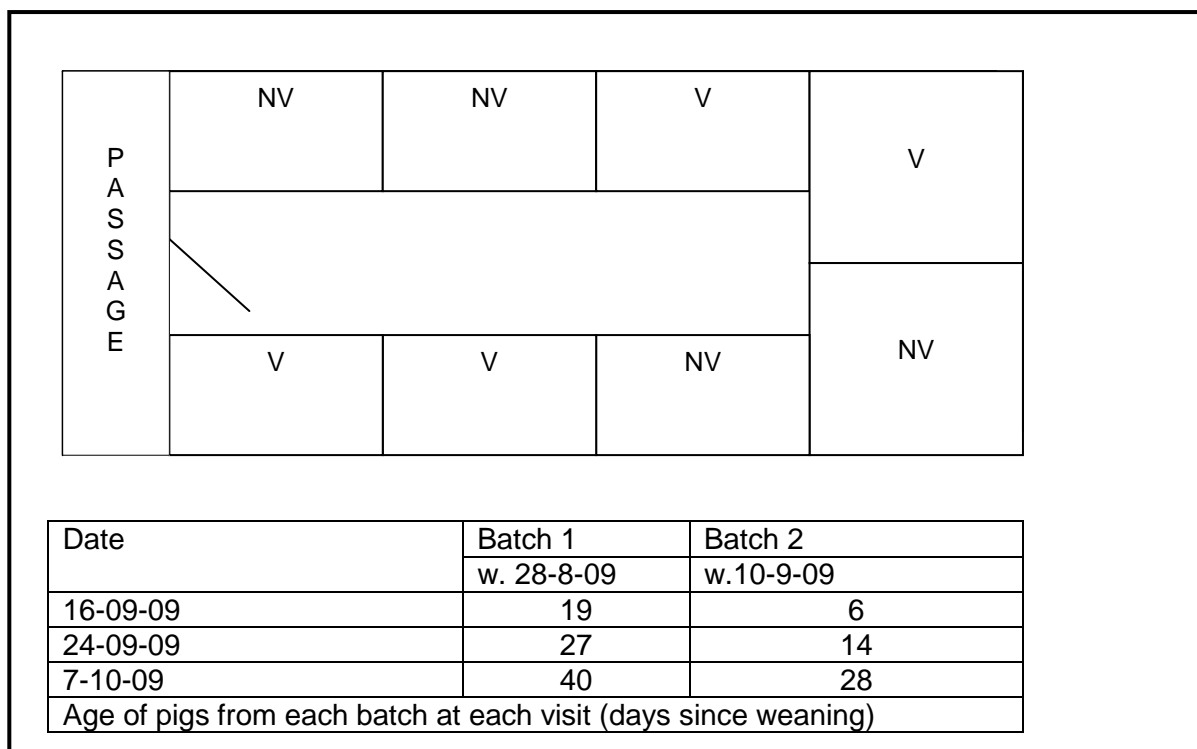 PASSAGE
NV NV V
V
V V NV
NV
Date Batch 1 Batch 2
w. 28-8-09 w.10-9-09
16-09-09 19 6
24-09-09 27 14
7-10-09 40 28
Age of pigs from each batch at each visit (days since weaning)